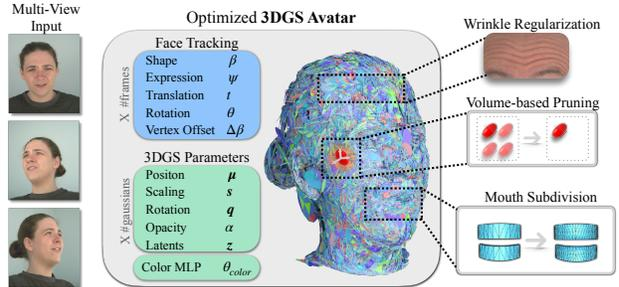 Multi-View
Input
Optimized 3DGS Avatar
Face Tracking
Shape β
Expression ψ
Translation t
Rotation θ
Vertex Offset Δβ
X #frames
3DGS Parameters
Positon μ
Scaling s
Rotation q
Opacity α
Latents z
X #gaussians
Color MLP θcolor
Wrinkle Regularization
Volume-based Pruning
Mouth Subdivision